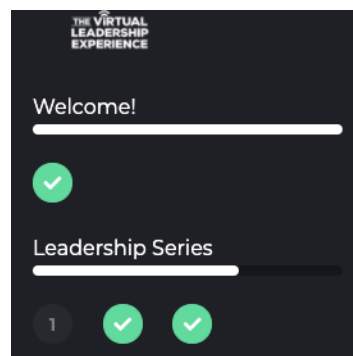 THE VIRTUAL
LEADERSHIP
EXPERIENCE
Welcome!
Leadership Series
1